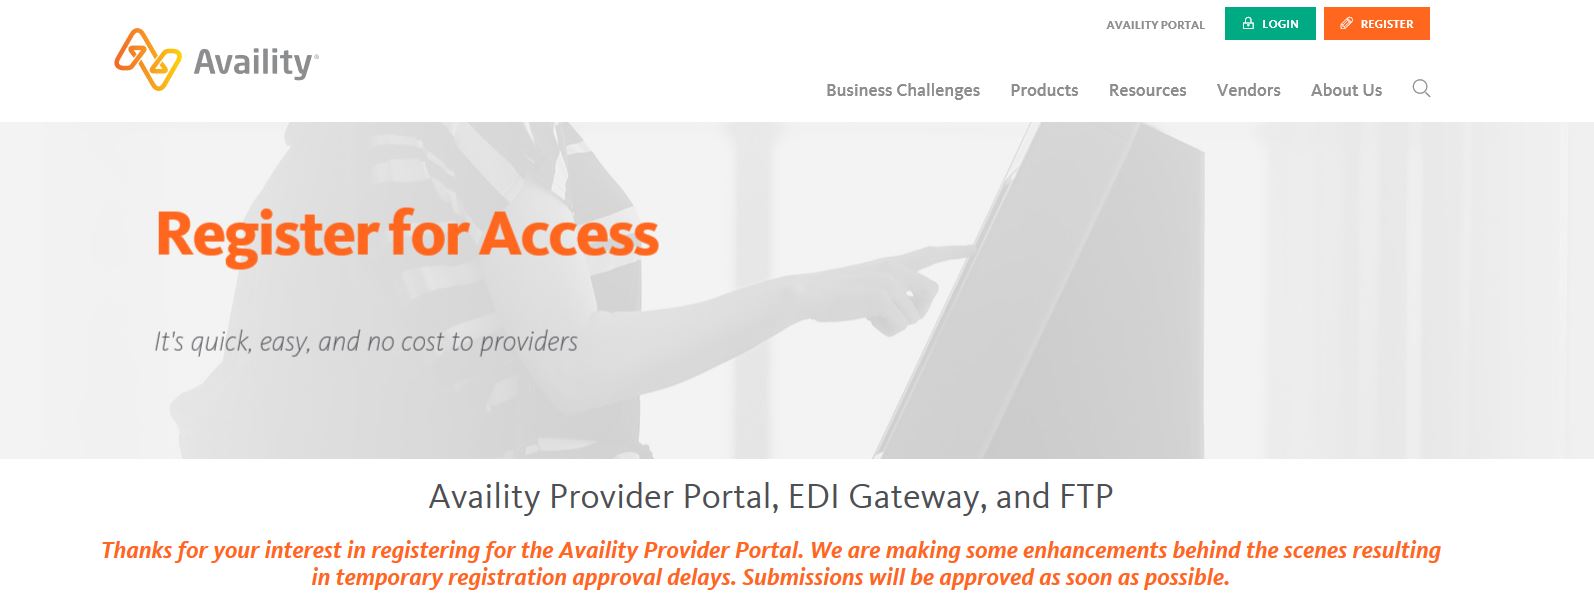 AVAILITY PORTAL
LOGIN
REGISTER
Availity®
Business Challenges
Products
Resources
Vendors
About Us
Register for Access
It's quick, easy, and no cost to providers
Availity Provider Portal, EDI Gateway, and FTP
Thanks for your interest in registering for the Availity Provider Portal. We are making some enhancements behind the scenes resulting
in temporary registration approval delays. Submissions will be approved as soon as possible.